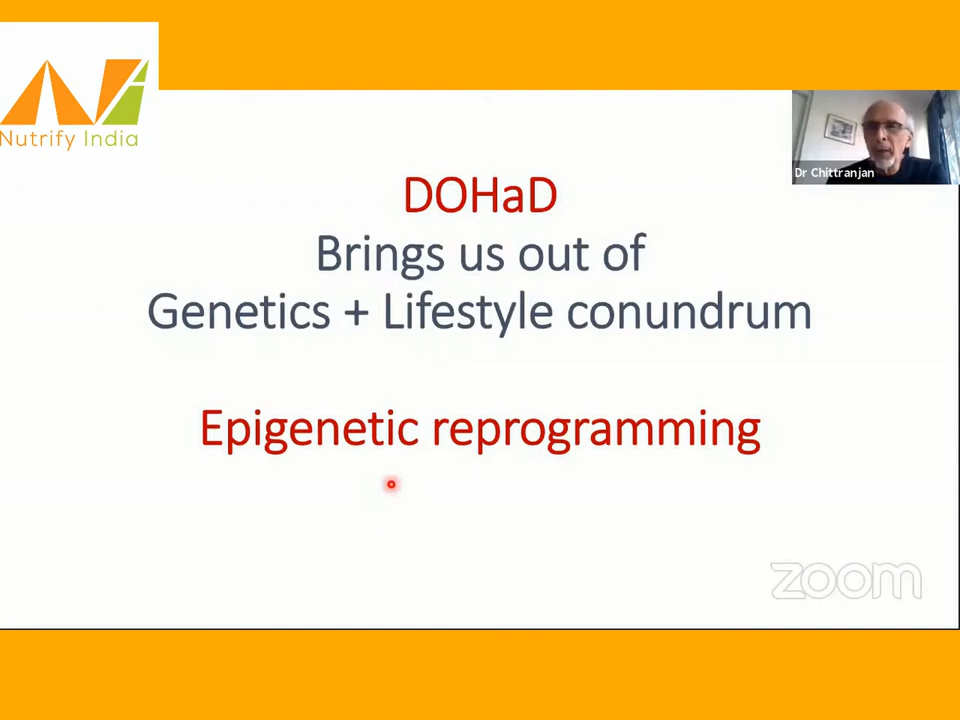 Nutrify India
Dr Chittranjan
DOHaD
Brings us out of
Genetics + Lifestyle conundrum
Epigenetic reprogramming
zoom